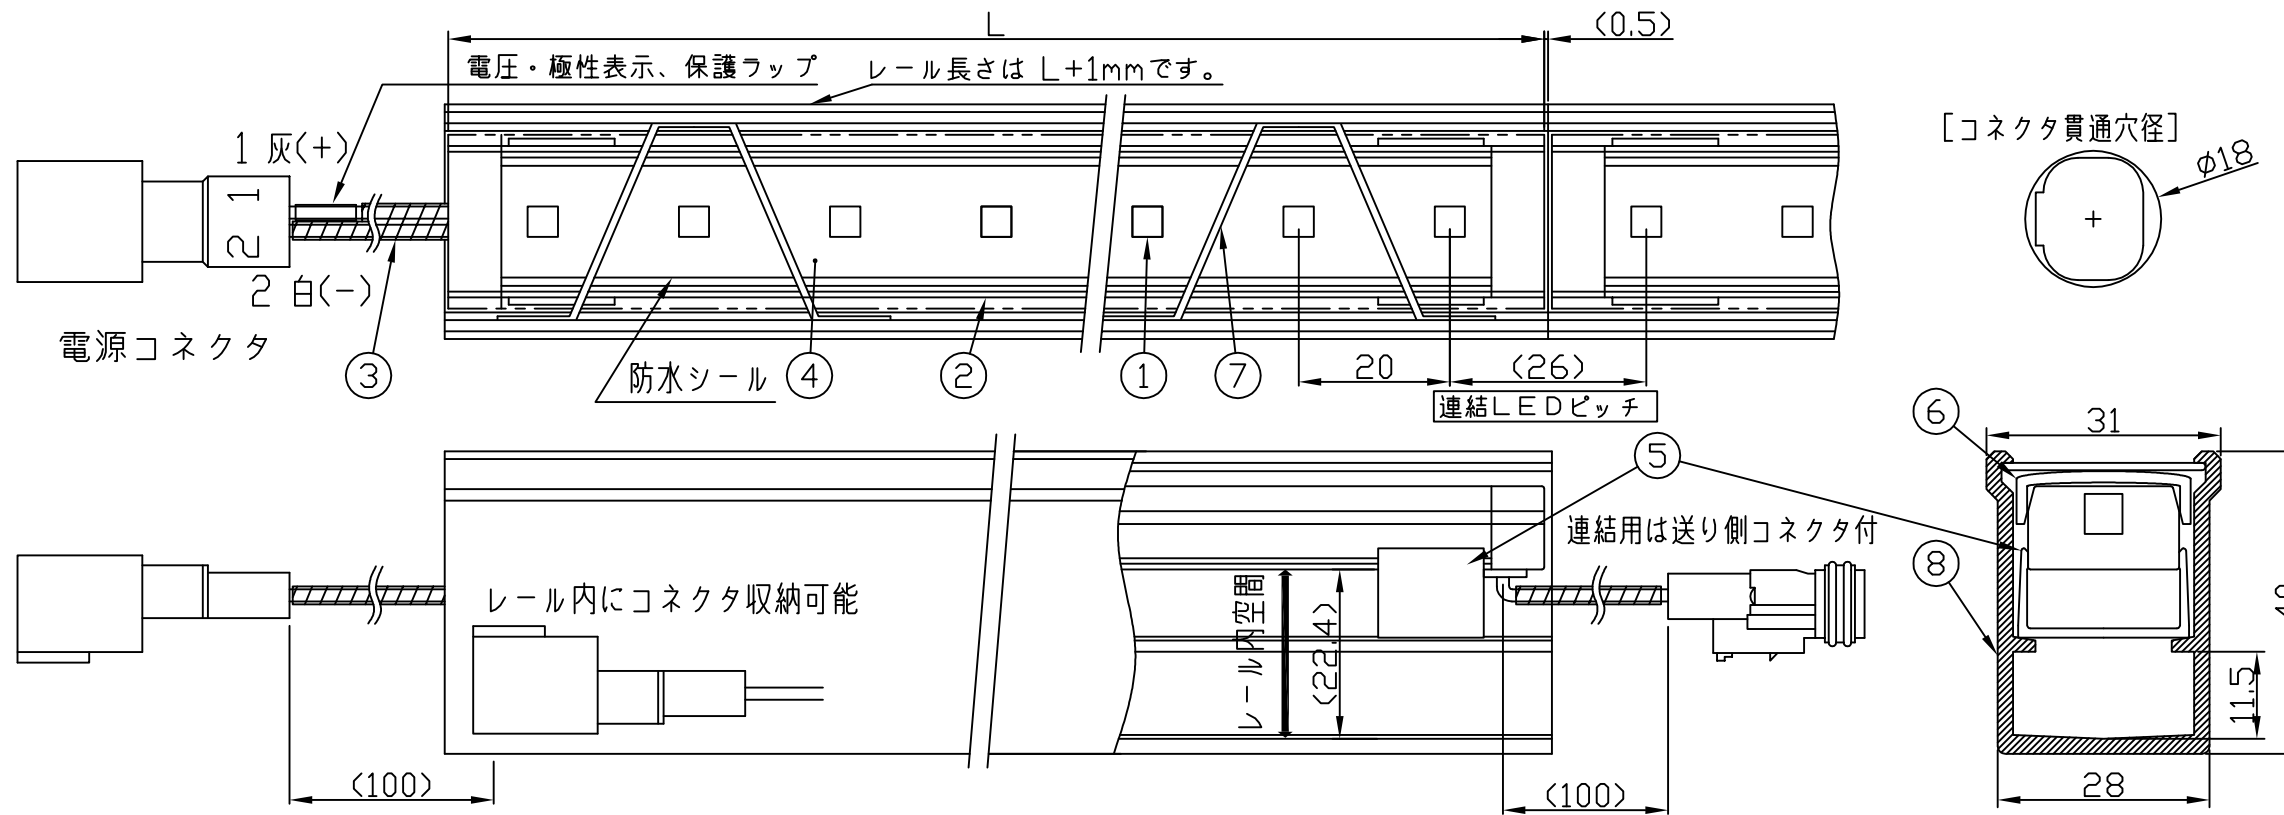 L
(0.5)
電圧・極性表示、保護ラップ
レール長さは L+1mmです。
[コネクタ貫通穴径]
φ18
1 灰(+)
2 1
2 白(-)
電源コネクタ
③
防水シール
④
②
①
⑦
20
(26)
連結LEDピッチ
⑥
31
⑤
連結用は送り側コネクタ付
⑧
レール内にコネクタ収納可能
レール内空間
(22.4)
11.5
(100)
(100)
28